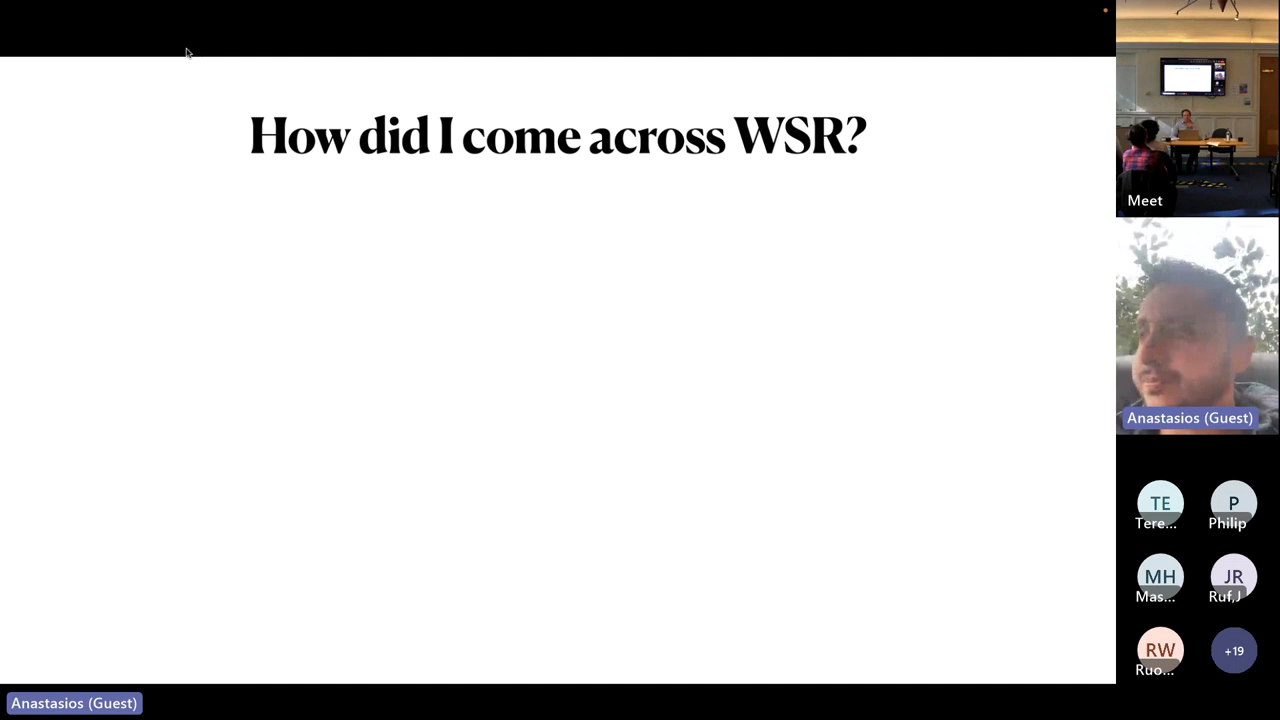 How did I come across WSR?
Meet
Anastasios (Guest)
TE
Tere...
P
Philip
MH
Mas...
JR
Ruf,J
RW
Ruo...
+19
Anastasios (Guest)